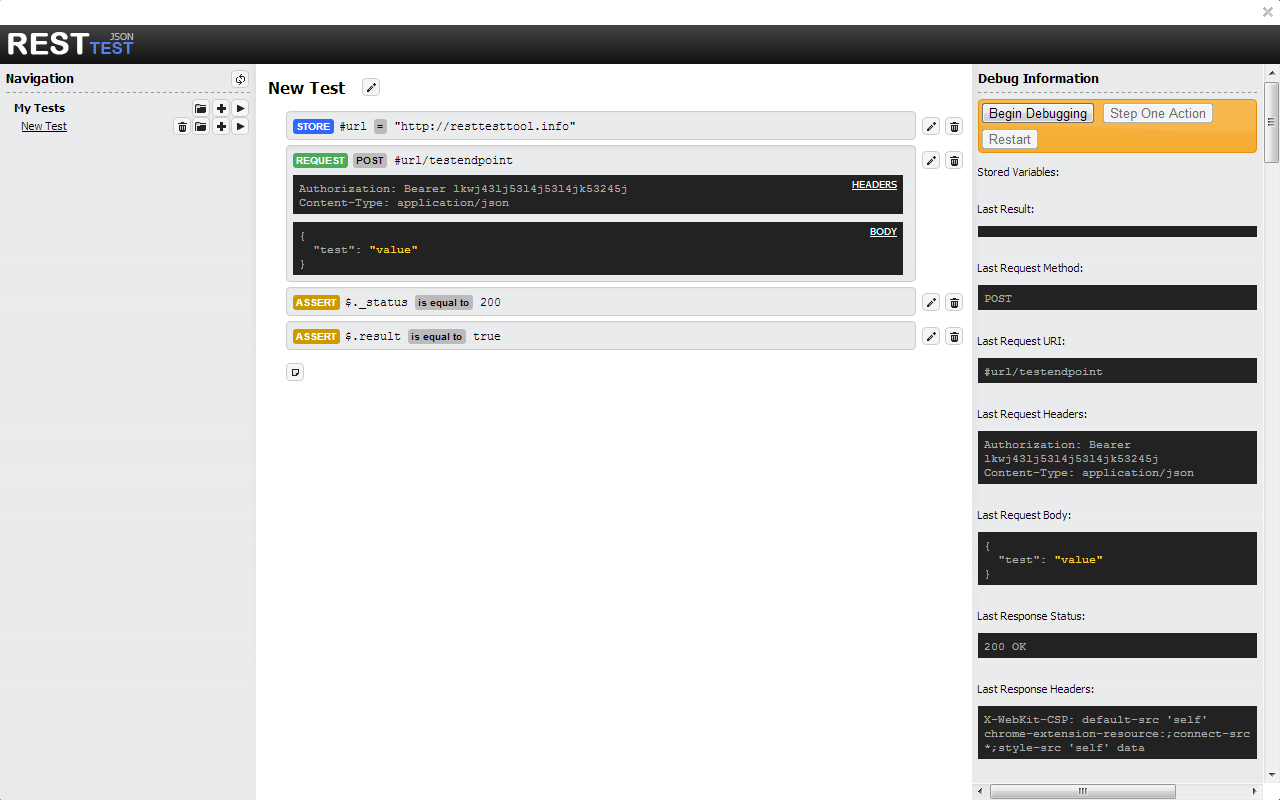 REST JSON TEST
Navigation
My Tests
New Test
New Test
STORE #url = "http://resttesttool.info"
REQUEST POST #url/testendpoint
HEADERS
Authorization: Bearer lkwj43lj53l4j53l4jk53245j
Content-Type: application/json
BODY
{
"test": "value"
}
ASSERT $._status is equal to 200
ASSERT $.result is equal to true
Debug Information
Begin Debugging Step One Action
Restart
Stored Variables:
Last Result:
Last Request Method:
POST
Last Request URI:
#url/testendpoint
Last Request Headers:
Authorization: Bearer
lkwj43lj53l4j53l4jk53245j
Content-Type: application/json
Last Request Body:
{
"test": "value"
}
Last Response Status:
200 OK
Last Response Headers:
X-WebKit-CSP: default-src 'self'
chrome-extension-resource:;connect-src
*;style-src 'self' data